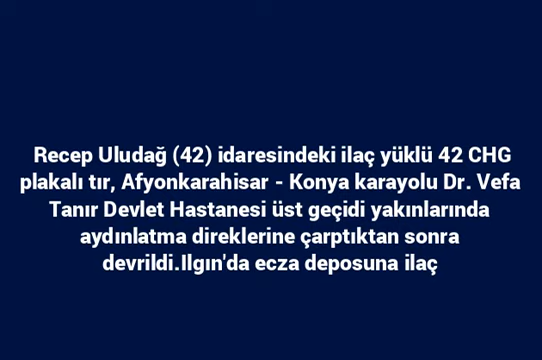 Recep Uludağ (42) idaresindeki ilaç yüklü 42 CHG
plakalı tır, Afyonkarahisar - Konya karayolu Dr. Vefa
Tanır Devlet Hastanesi üst geçidi yakınlarında
aydınlatma direklerine çarptıktan sonra
devrildi.Ilgın'da ecza deposuna ilaç